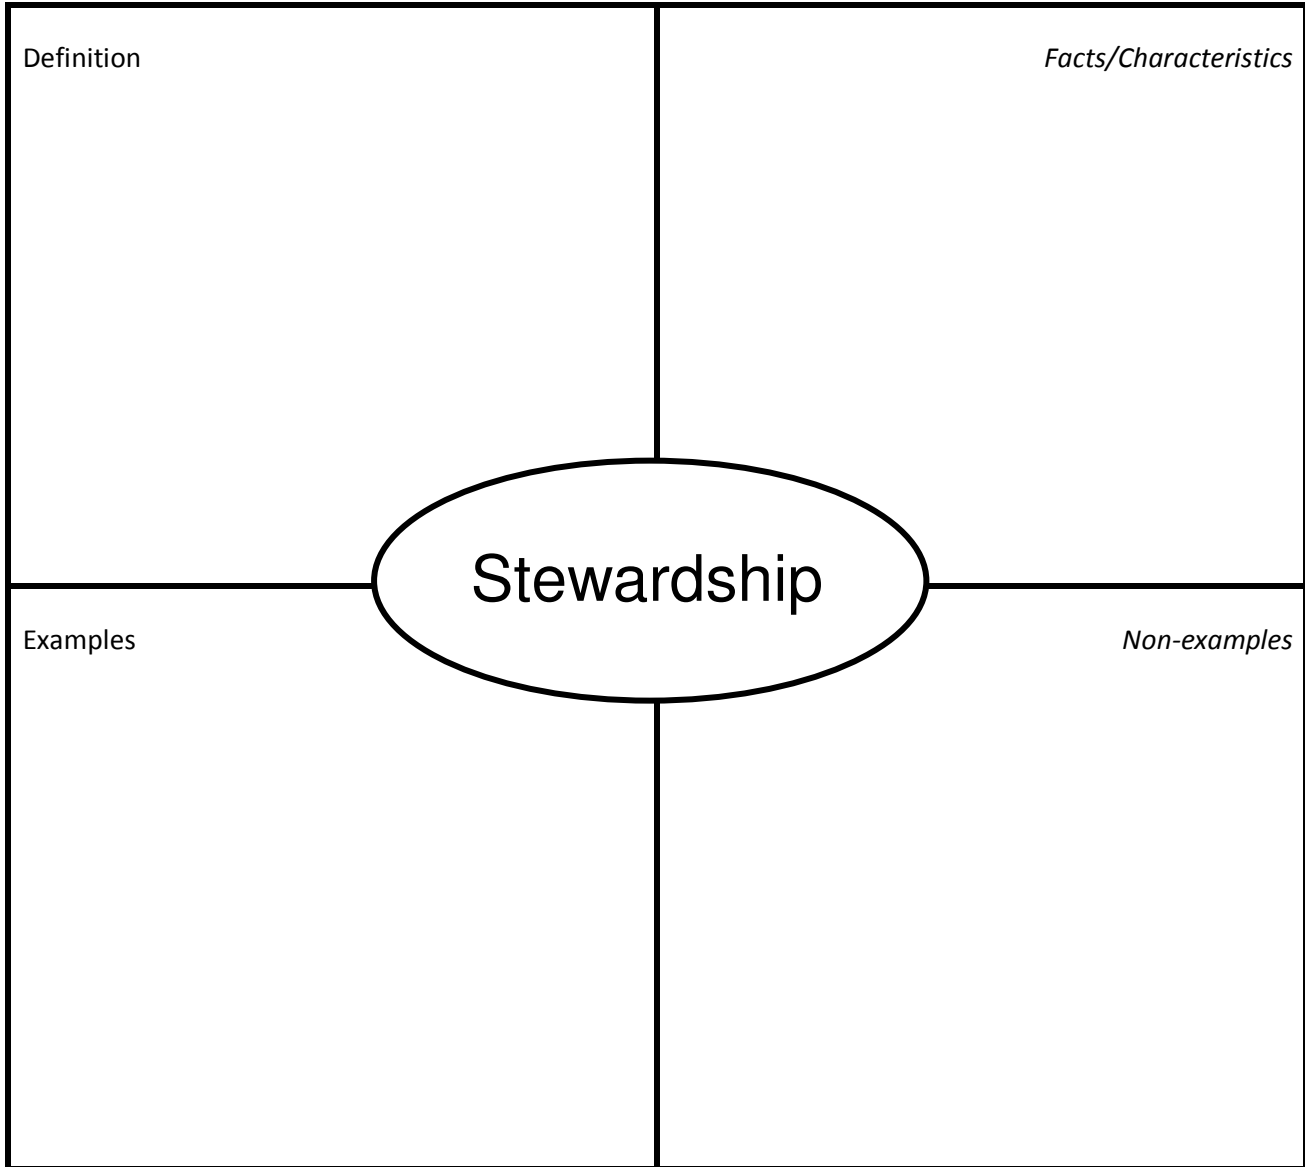 Definition
Facts/Characteristics
Stewardship
Examples
Non-examples